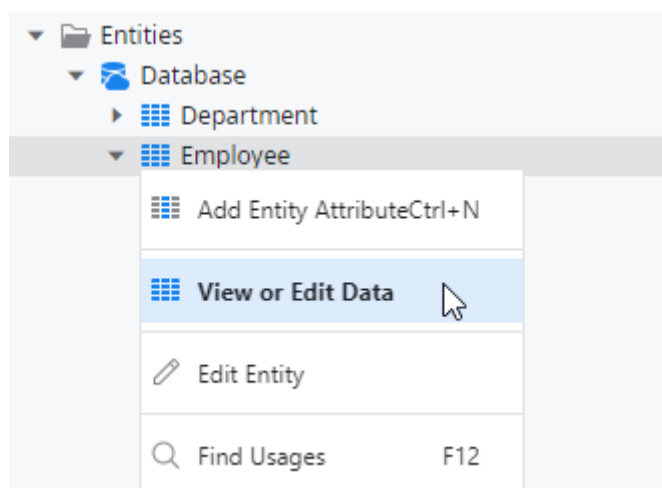 Entities
Database
Department
Employee
Add Entity AttributeCtrl+N
View or Edit Data
Edit Entity
Find Usages F12